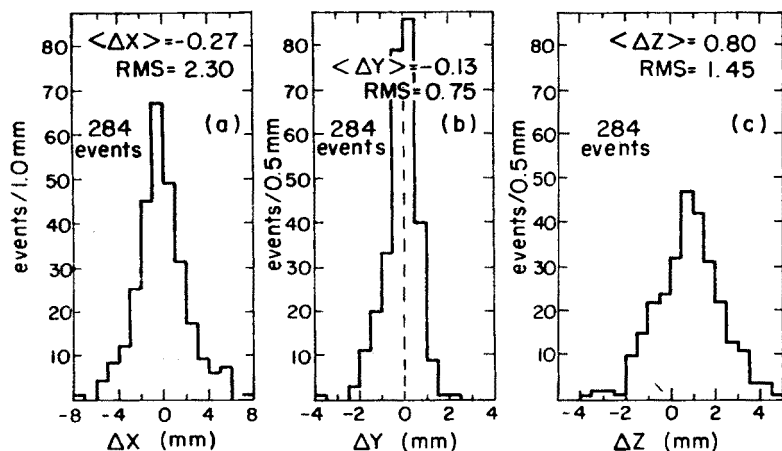 <ΔX>=-0.27
RMS=2.30
284
events
(a)
events/1.0mm
80
70
60
50
40
30
20
10
-8 -4 0 4 8
ΔX (mm)
<ΔY>=-0.13
RMS=0.75
284
events
(b)
events/0.5mm
80
70
60
50
40
30
20
10
-4 -2 0 2 4
ΔY (mm)
<ΔZ>=0.80
RMS=1.45
284
events
(c)
events/0.5mm
80
70
60
50
40
30
20
10
-4 -2 0 2 4
ΔZ (mm)